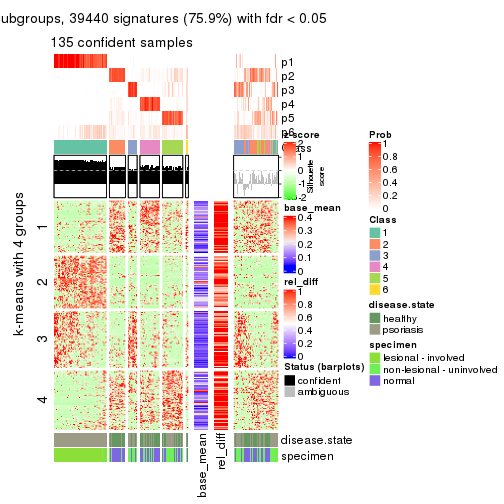 subgroups, 39440 signatures (75.9%) with fdr < 0.05
135 confident samples
p1
p2
p3
p4
p5
p6
Class
z-score
2
1
0
-1
-2
Silhouette
score
base_mean
0.4
0.3
0.2
0.1
0
rel_diff
1
0.8
0.6
0.4
0.2
0
Status (barplots)
confident
ambiguous
Prob
1
0.8
0.6
0.4
0.2
0
Class
1
2
3
4
5
6
disease.state
healthy
psoriasis
specimen
lesional - involved
non-lesional - uninvolved
normal
k-means with 4 groups
1
2
3
4
disease.state
specimen
base_mean
rel_diff